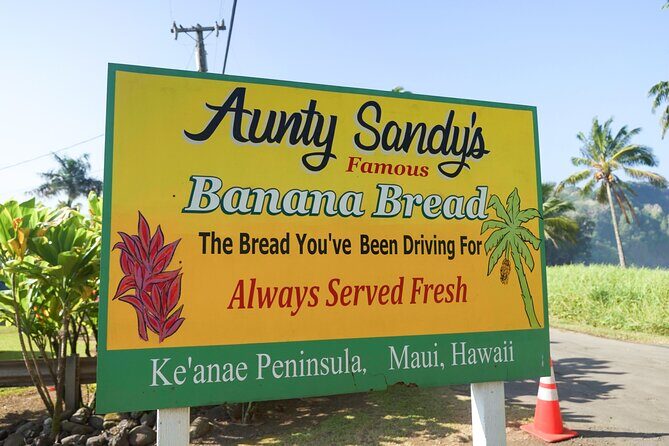 Aunty Sandy's
Famous
Banana Bread
The Bread You've Been Driving For
Always Served Fresh
Ke'anae Peninsula, Maui, Hawaii